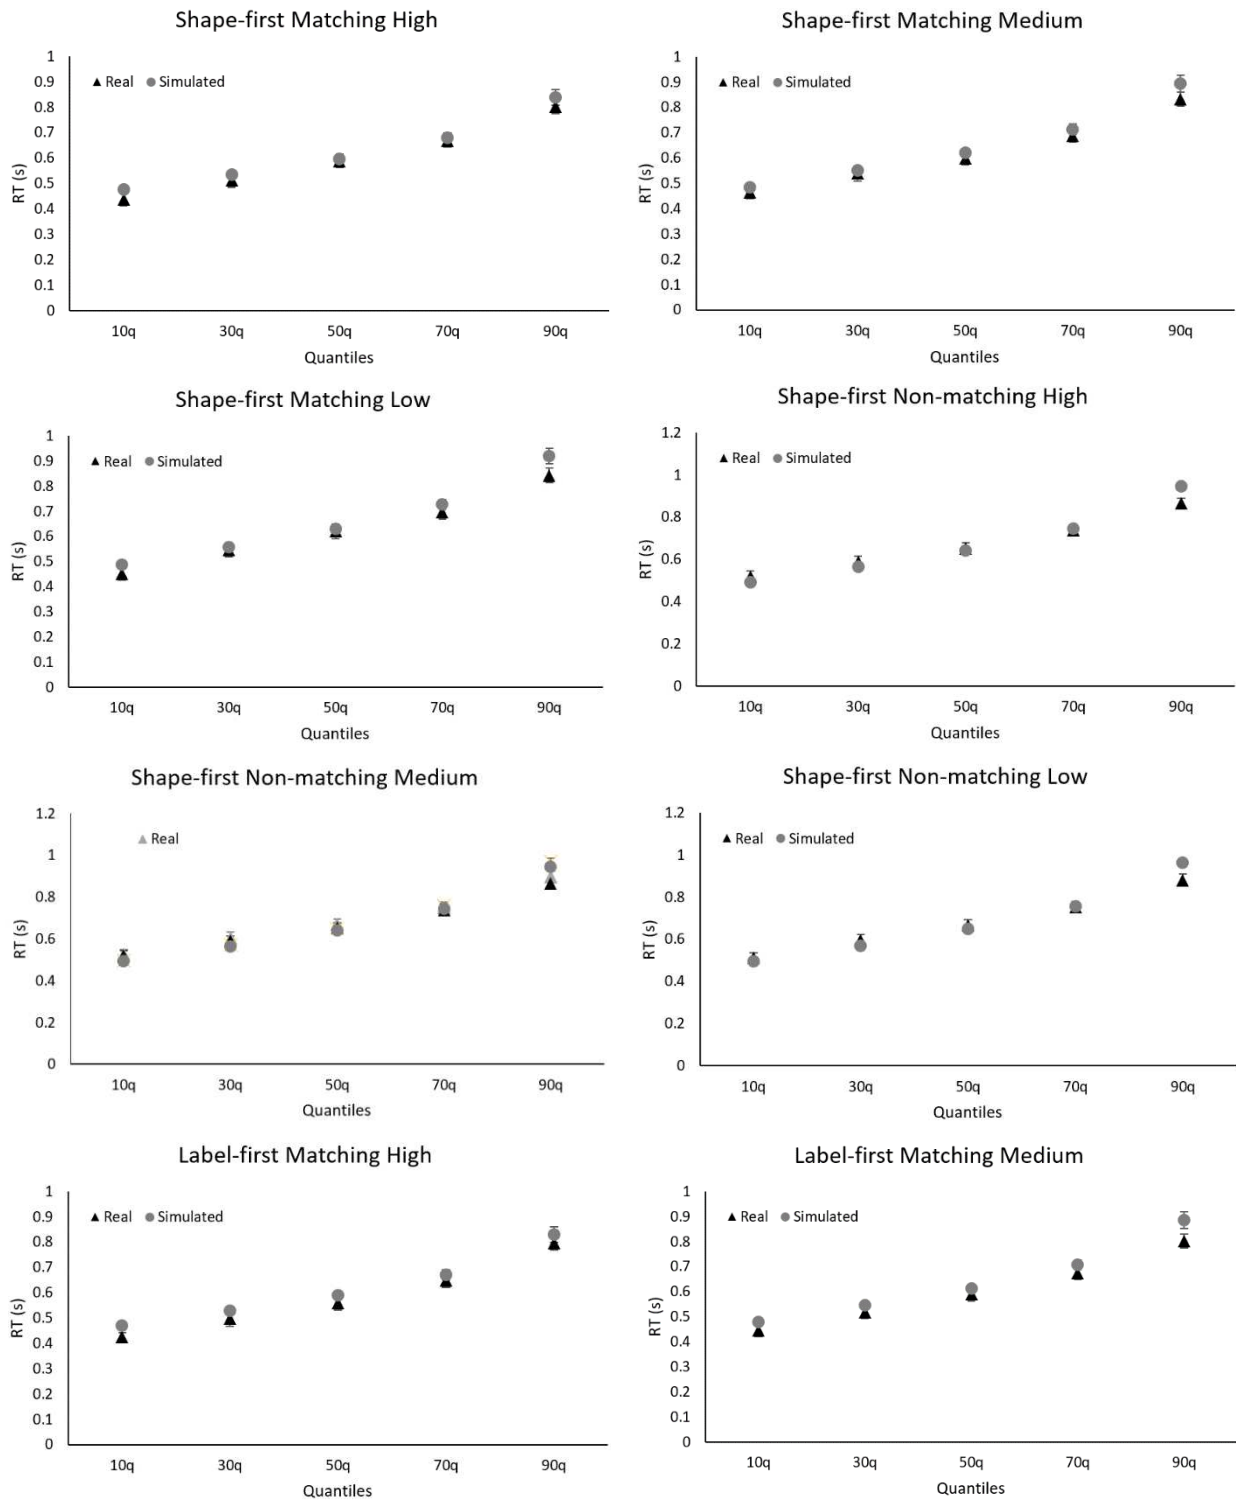 Shape-first Matching High
▲ Real ● Simulated
1
0.9
0.8
0.7
0.6
0.5
0.4
0.3
0.2
0.1
0
RT (s)
10q 30q 50q 70q 90q
Quantiles
Shape-first Matching Medium
▲ Real ● Simulated
1
0.9
0.8
0.7
0.6
0.5
0.4
0.3
0.2
0.1
0
RT (s)
10q 30q 50q 70q 90q
Quantiles
Shape-first Matching Low
▲ Real ● Simulated
1
0.9
0.8
0.7
0.6
0.5
0.4
0.3
0.2
0.1
0
RT (s)
10q 30q 50q 70q 90q
Quantiles
Shape-first Non-matching High
▲ Real ● Simulated
1.2
1
0.8
0.6
0.4
0.2
0
RT (s)
10q 30q 50q 70q 90q
Quantiles
Shape-first Non-matching Medium
▲ Real
1.2
1
0.8
0.6
0.4
0.2
0
RT (s)
10q 30q 50q 70q 90q
Quantiles
Shape-first Non-matching Low
▲ Real ● Simulated
1.2
1
0.8
0.6
0.4
0.2
0
RT (s)
10q 30q 50q 70q 90q
Quantiles
Label-first Matching High
▲ Real ● Simulated
1
0.9
0.8
0.7
0.6
0.5
0.4
0.3
0.2
0.1
0
RT (s)
10q 30q 50q 70q 90q
Quantiles
Label-first Matching Medium
▲ Real ● Simulated
1
0.9
0.8
0.7
0.6
0.5
0.4
0.3
0.2
0.1
0
RT (s)
10q 30q 50q 70q 90q
Quantiles